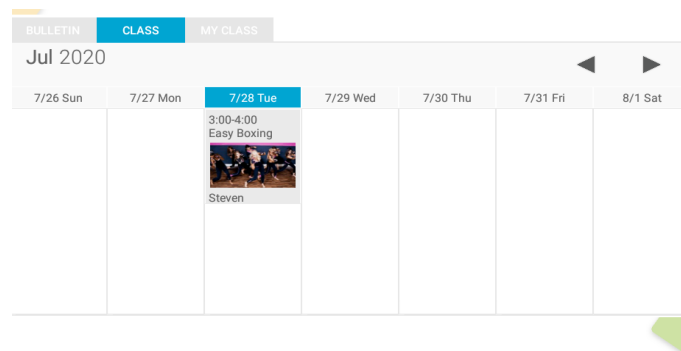 BULLETIN CLASS MY CLASS
Jul 2020
7/26 Sun 7/27 Mon 7/28 Tue 7/29 Wed 7/30 Thu 7/31 Fri 8/1 Sat
3:00-4:00
Easy Boxing
Steven